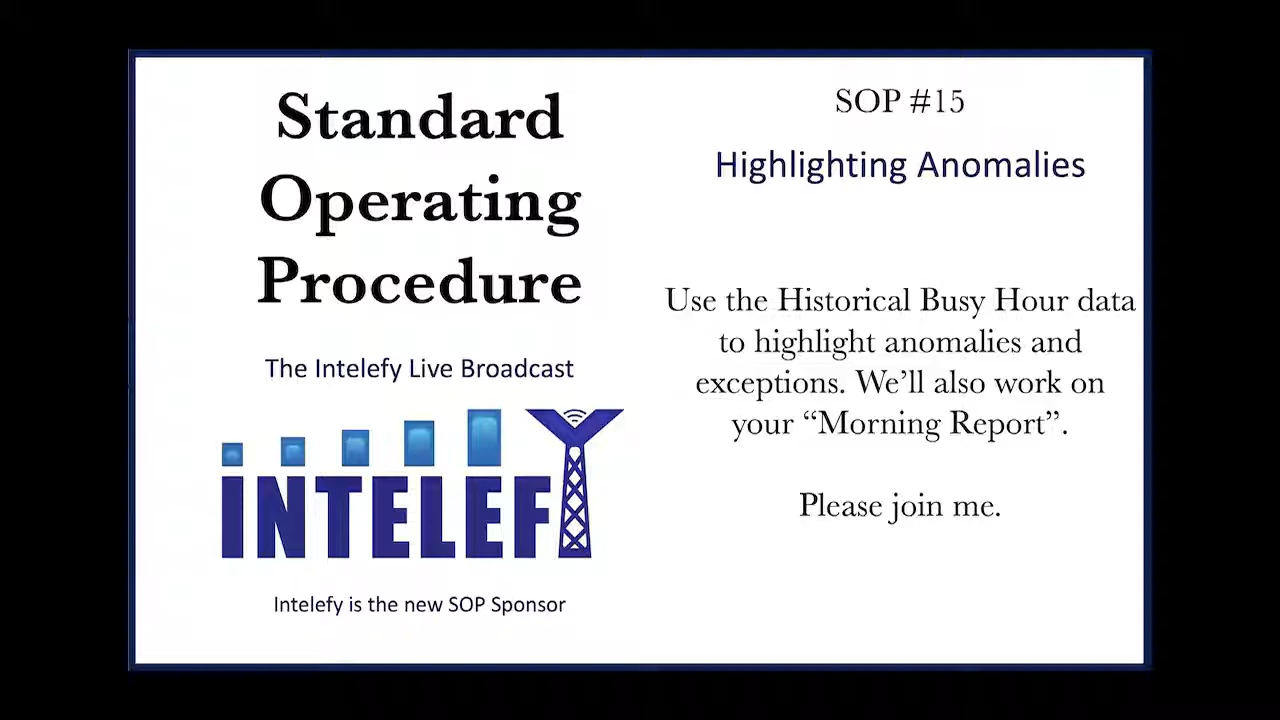 Standard
Operating
Procedure
The Intelefy Live Broadcast
INTELEFY
Intelefy is the new SOP Sponsor
SOP #15
Highlighting Anomalies
Use the Historical Busy Hour data
to highlight anomalies and
exceptions. We’ll also work on
your “Morning Report”.
Please join me.